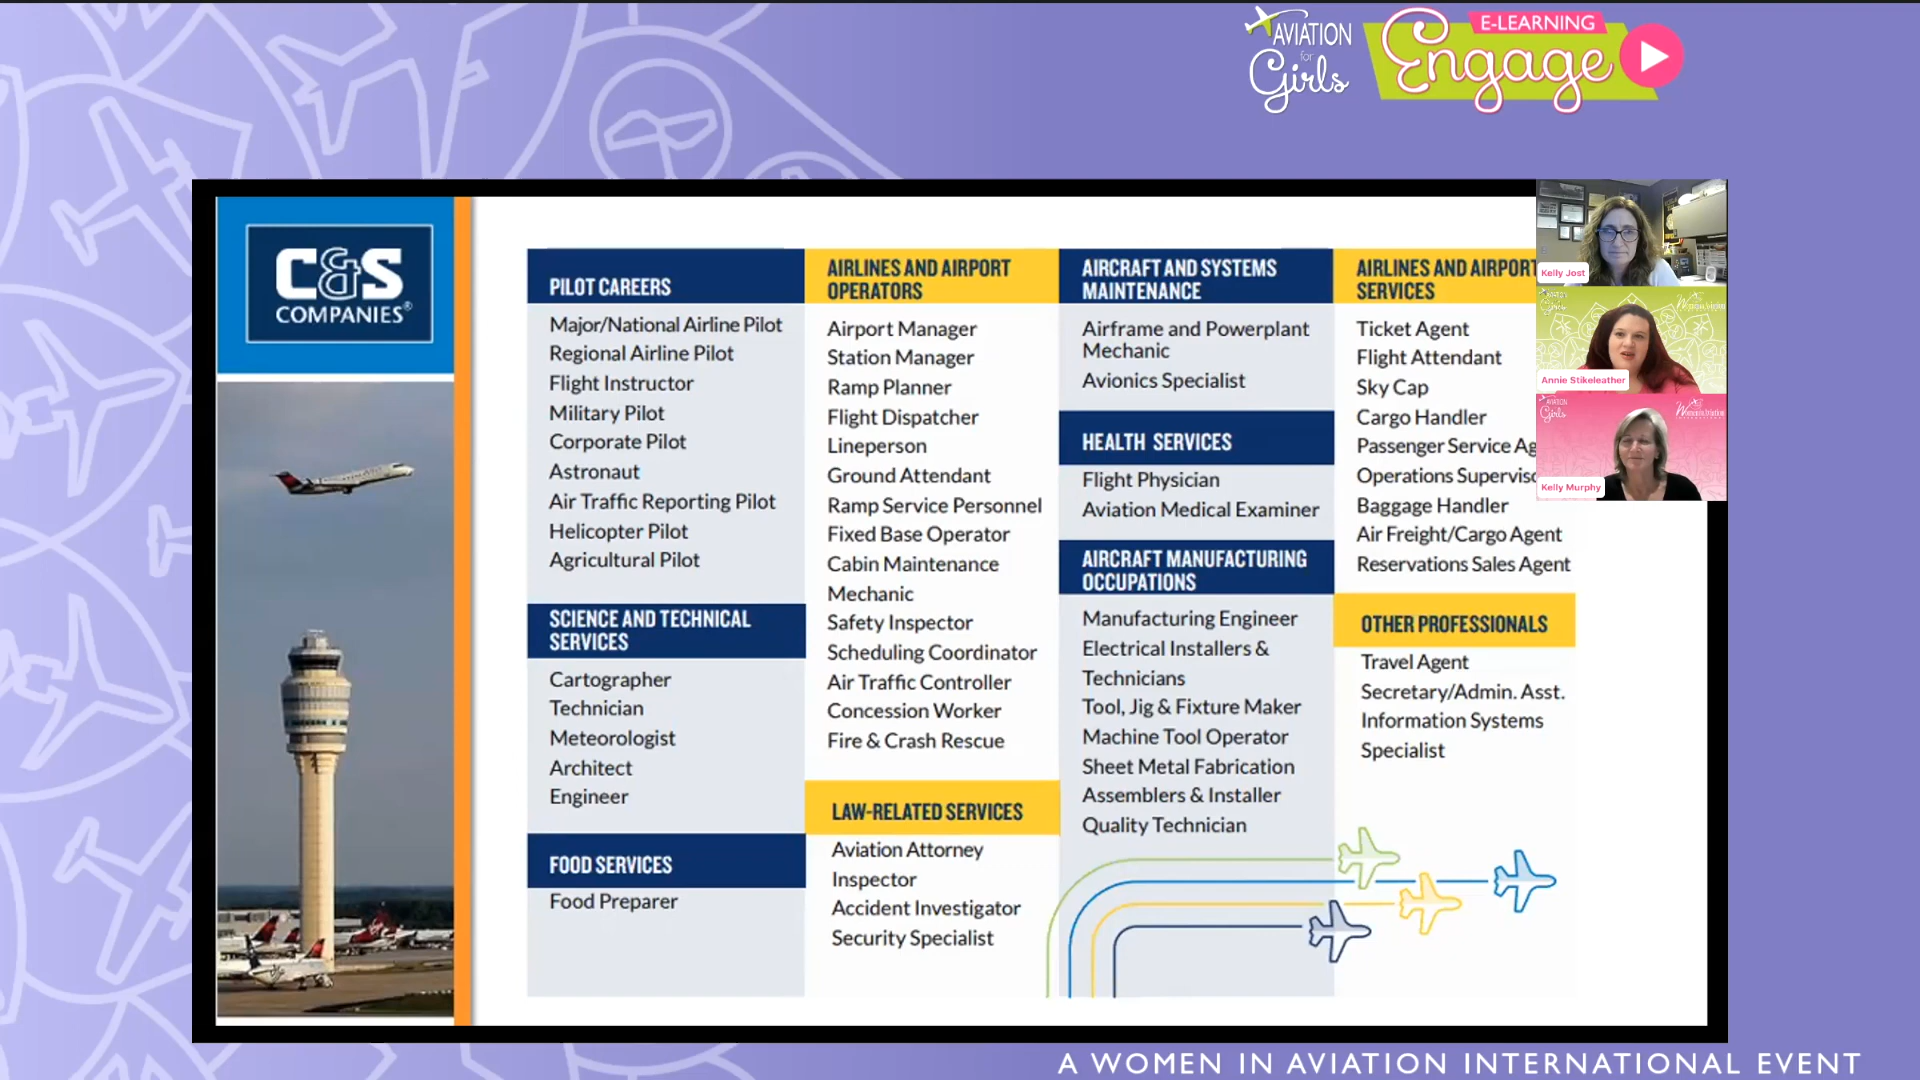 AVIATION
for
Girls
E-LEARNING
Engage
C&S
COMPANIES®
PILOT CAREERS
Major/National Airline Pilot
Regional Airline Pilot
Flight Instructor
Military Pilot
Corporate Pilot
Astronaut
Air Traffic Reporting Pilot
Helicopter Pilot
Agricultural Pilot
SCIENCE AND TECHNICAL
SERVICES
Cartographer
Technician
Meteorologist
Architect
Engineer
FOOD SERVICES
Food Preparer
AIRLINES AND AIRPORT
OPERATORS
Airport Manager
Station Manager
Ramp Planner
Flight Dispatcher
Lineperson
Ground Attendant
Ramp Service Personnel
Fixed Base Operator
Cabin Maintenance
Mechanic
Safety Inspector
Scheduling Coordinator
Air Traffic Controller
Concession Worker
Fire & Crash Rescue
LAW-RELATED SERVICES
Aviation Attorney
Inspector
Accident Investigator
Security Specialist
AIRCRAFT AND SYSTEMS
MAINTENANCE
Airframe and Powerplant
Mechanic
Avionics Specialist
HEALTH SERVICES
Flight Physician
Aviation Medical Examiner
AIRCRAFT MANUFACTURING
OCCUPATIONS
Manufacturing Engineer
Electrical Installers &
Technicians
Tool, Jig & Fixture Maker
Machine Tool Operator
Sheet Metal Fabrication
Assemblers & Installer
Quality Technician
AIRLINES AND AIRPORT
SERVICES
Ticket Agent
Flight Attendant
Sky Cap
Cargo Handler
Passenger Service Ag
Operations Superviso
Baggage Handler
Air Freight/Cargo Agent
Reservations Sales Agent
OTHER PROFESSIONALS
Travel Agent
Secretary/Admin. Asst.
Information Systems
Specialist
Kelly Jost
Annie Stikeleather
Kelly Murphy
A WOMEN IN AVIATION INTERNATIONAL EVENT